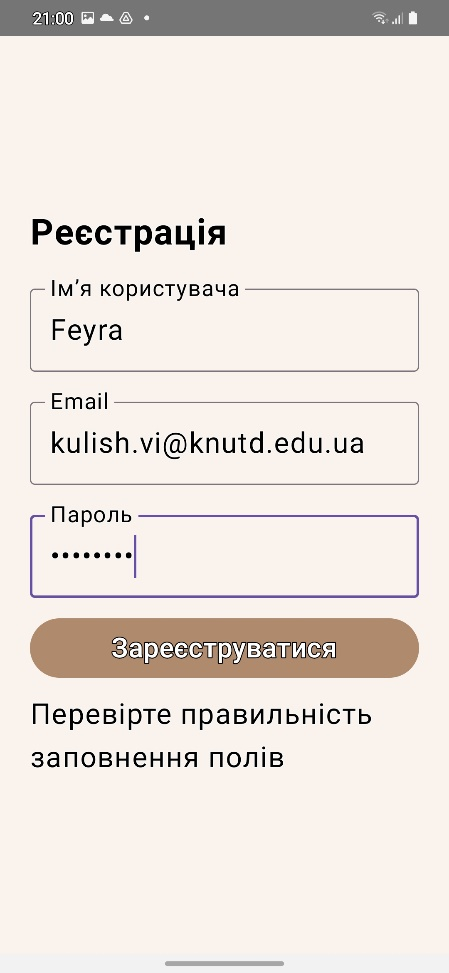 21:00
Реєстрація
Ім’я користувача
Feyra
Email
kulish.vi@knutd.edu.ua
Пароль
••••••••
Зареєструватися
Перевірте правильність
заповнення полів